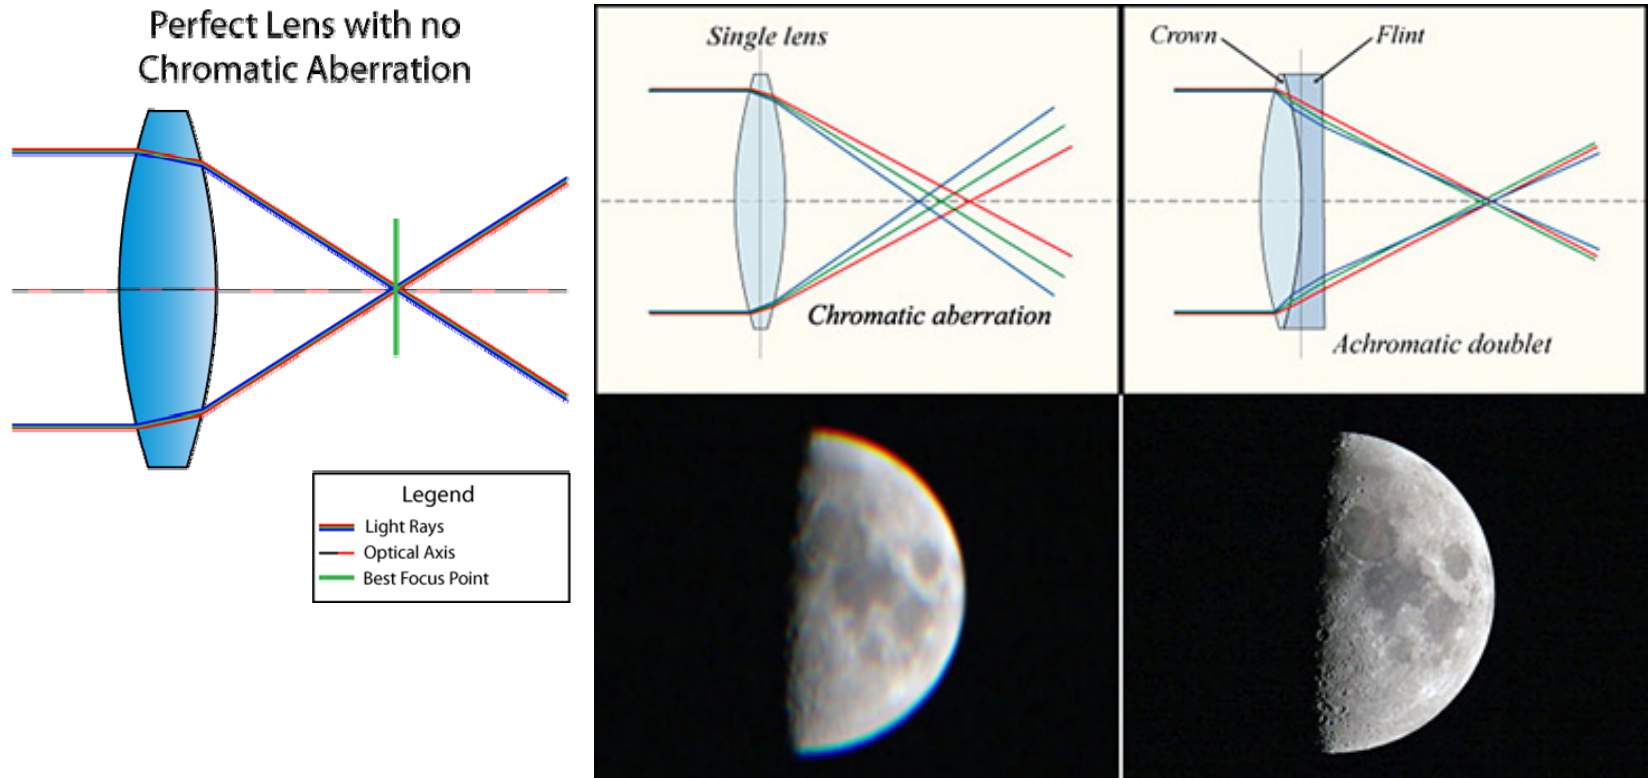 Perfect Lens with no
Chromatic Aberration
Legend
Light Rays
Optical Axis
Best Focus Point
Single lens
Chromatic aberration
Crown
Flint
Achromatic doublet